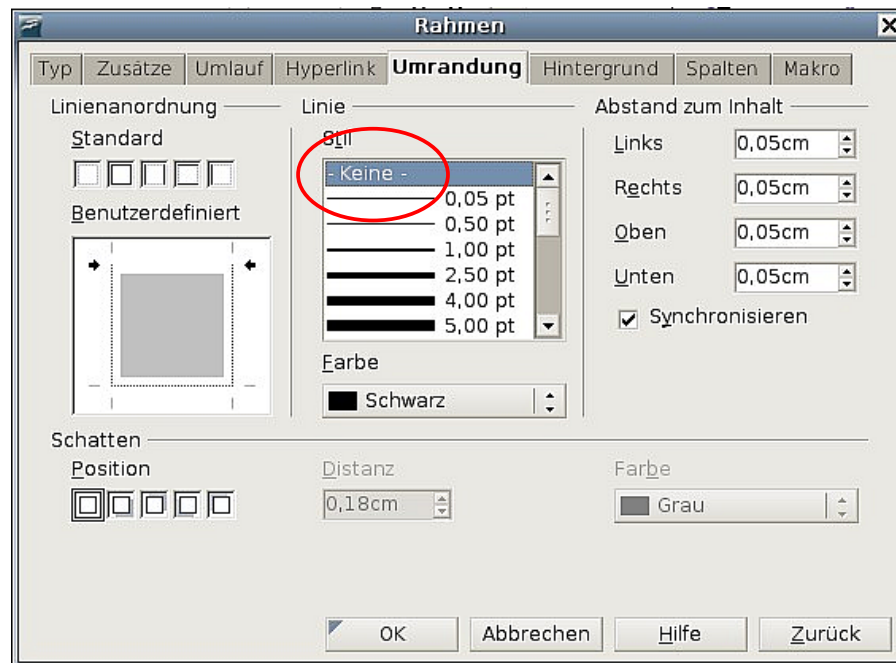 Rahmen
Typ Zusätze Umlauf Hyperlink Umrandung Hintergrund Spalten Makro
Linienanordnung
Standard
Benutzerdefiniert
Linie
Stil
- Keine -
0,05 pt
0,50 pt
1,00 pt
2,50 pt
4,00 pt
5,00 pt
Farbe
Schwarz
Abstand zum Inhalt
Links 0,05cm
Rechts 0,05cm
Oben 0,05cm
Unten 0,05cm
Synchronisieren
Schatten
Position
Distanz
0,18cm
Farbe
Grau
OK Abbrechen Hilfe Zurück